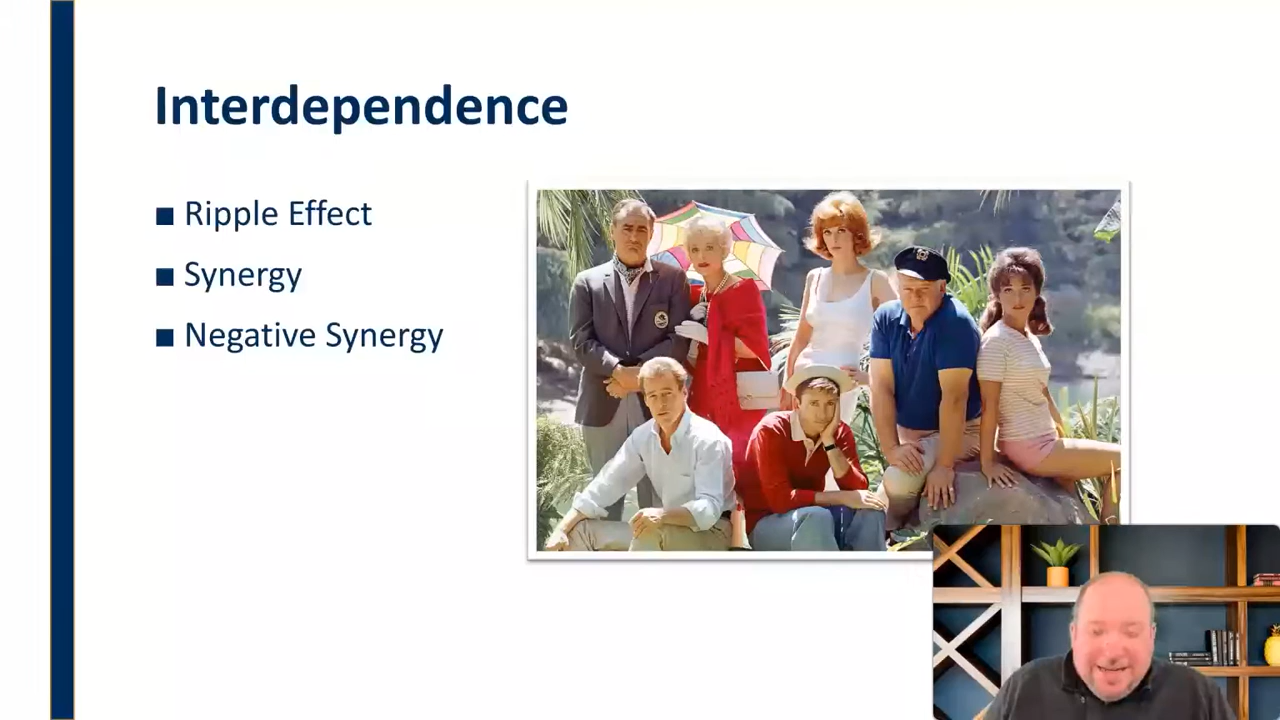 Interdependence
Ripple Effect
Synergy
Negative Synergy